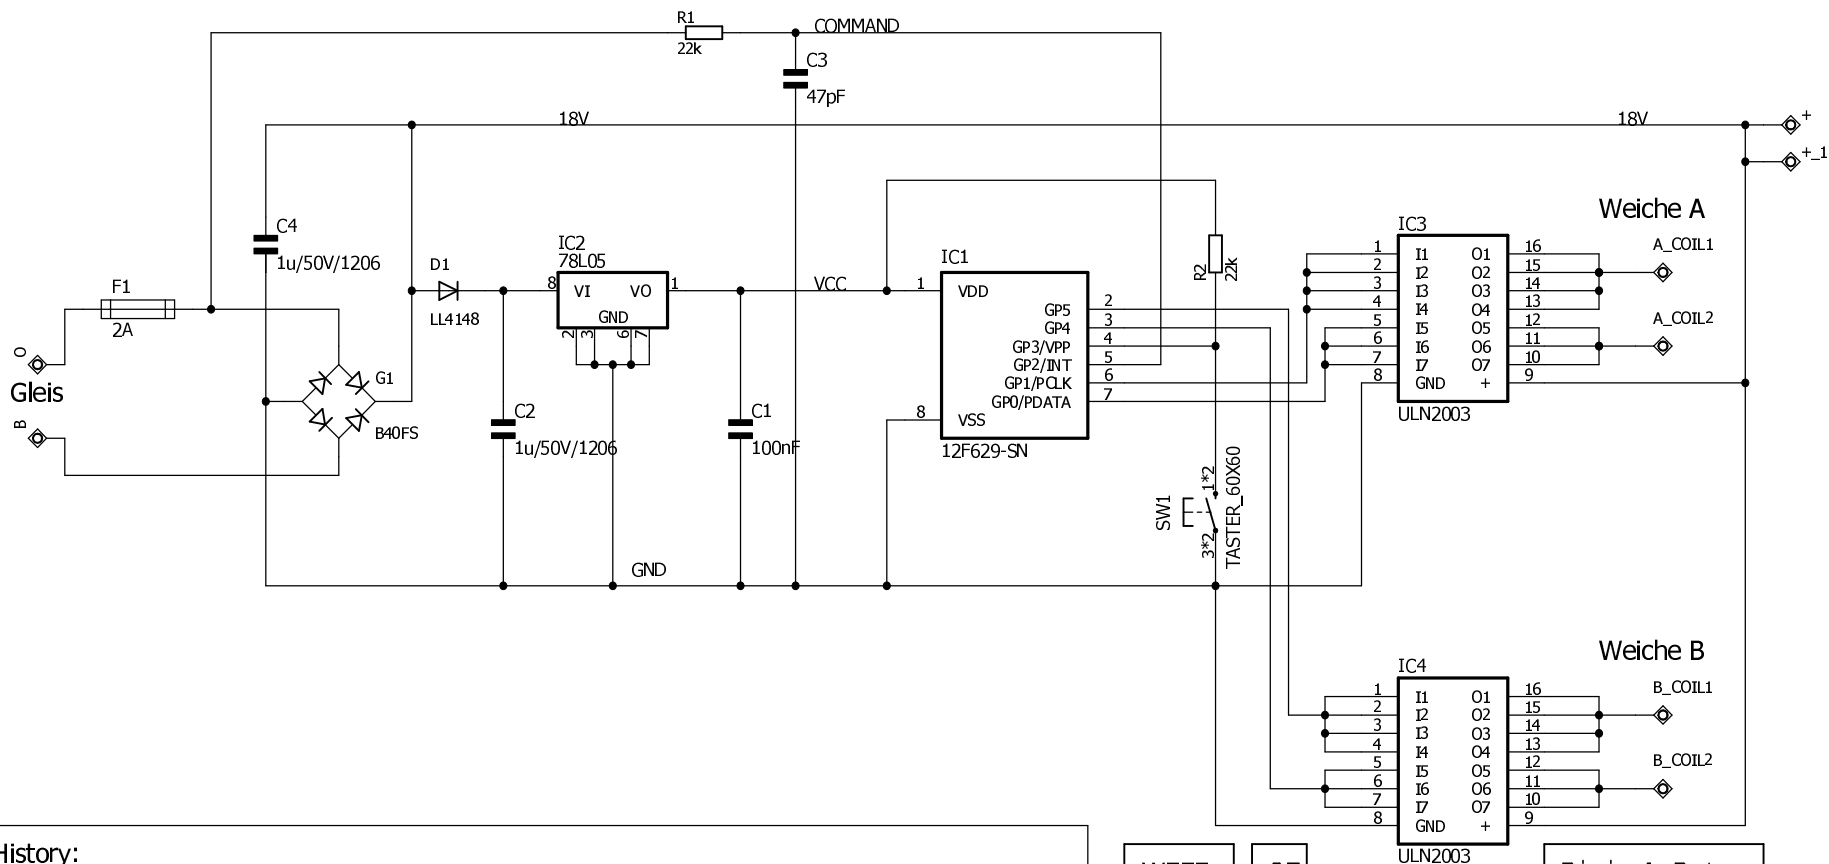 R1
22k
COMMAND
C3
47pF
18V
18V
+
+_1
C4
1u/50V/1206
F1
2A
O
Gleis
B
G1
B40FS
D1
LL4148
IC2
78L05
8
VI
VO
1
GND
2
3
6
7
VCC
C2
1u/50V/1206
C1
100nF
GND
IC1
1
VDD
8
VSS
GP5
2
GP4
3
GP3/VPP
4
GP2/INT
5
GP1/PCLK
6
GP0/PDATA
7
12F629-SN
R2
22k
SW1
1*2
3*2
TASTER_60X60
Weiche A
IC3
1 I1 O1 16
2 I2 O2 15
3 I3 O3 14
4 I4 O4 13
5 I5 O5 12
6 I6 O6 11
7 I7 O7 10
8 GND + 9
ULN2003
A_COIL1
A_COIL2
Weiche B
IC4
1 I1 O1 16
2 I2 O2 15
3 I3 O3 14
4 I4 O4 13
5 I5 O5 12
6 I6 O6 11
7 I7 O7 10
8 GND + 9
ULN2003
B_COIL1
B_COIL2
History: